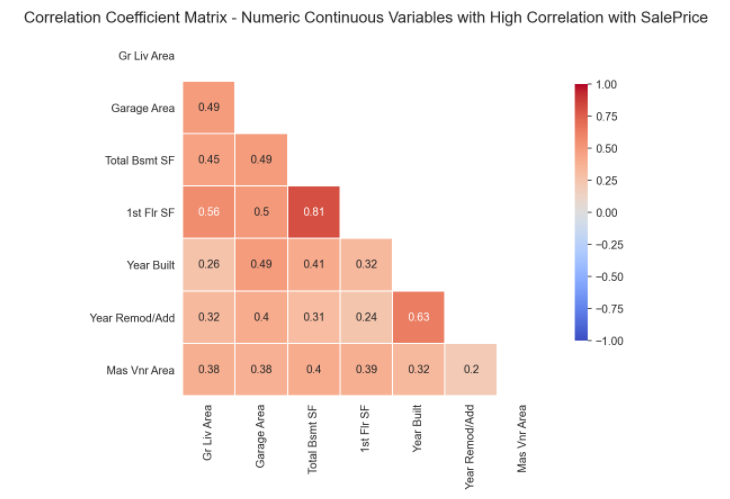 Correlation Coefficient Matrix - Numeric Continuous Variables with High Correlation with SalePrice
Gr Liv Area
Garage Area 0.49
Total Bsmt SF 0.45 0.49
1st Flr SF 0.56 0.5 0.81
Year Built 0.26 0.49 0.41 0.32
Year Remod/Add 0.32 0.4 0.31 0.24 0.63
Mas Vnr Area 0.38 0.38 0.4 0.39 0.32 0.2
Gr Liv Area
Garage Area
Total Bsmt SF
1st Flr SF
Year Built
Year Remod/Add
Mas Vnr Area
1.00
0.75
0.50
0.25
0.00
−0.25
−0.50
−0.75
−1.00